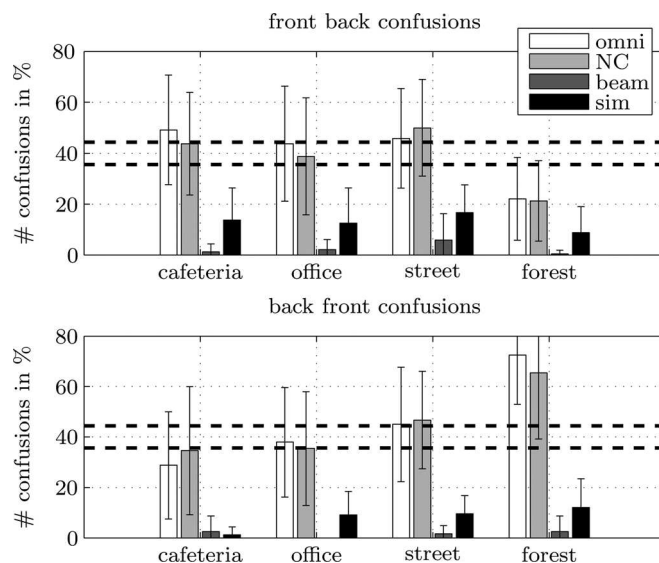 front back confusions
omni
NC
beam
sim
# confusions in %
80
60
40
20
0
cafeteria office street forest
back front confusions
# confusions in %
80
60
40
20
0
cafeteria office street forest